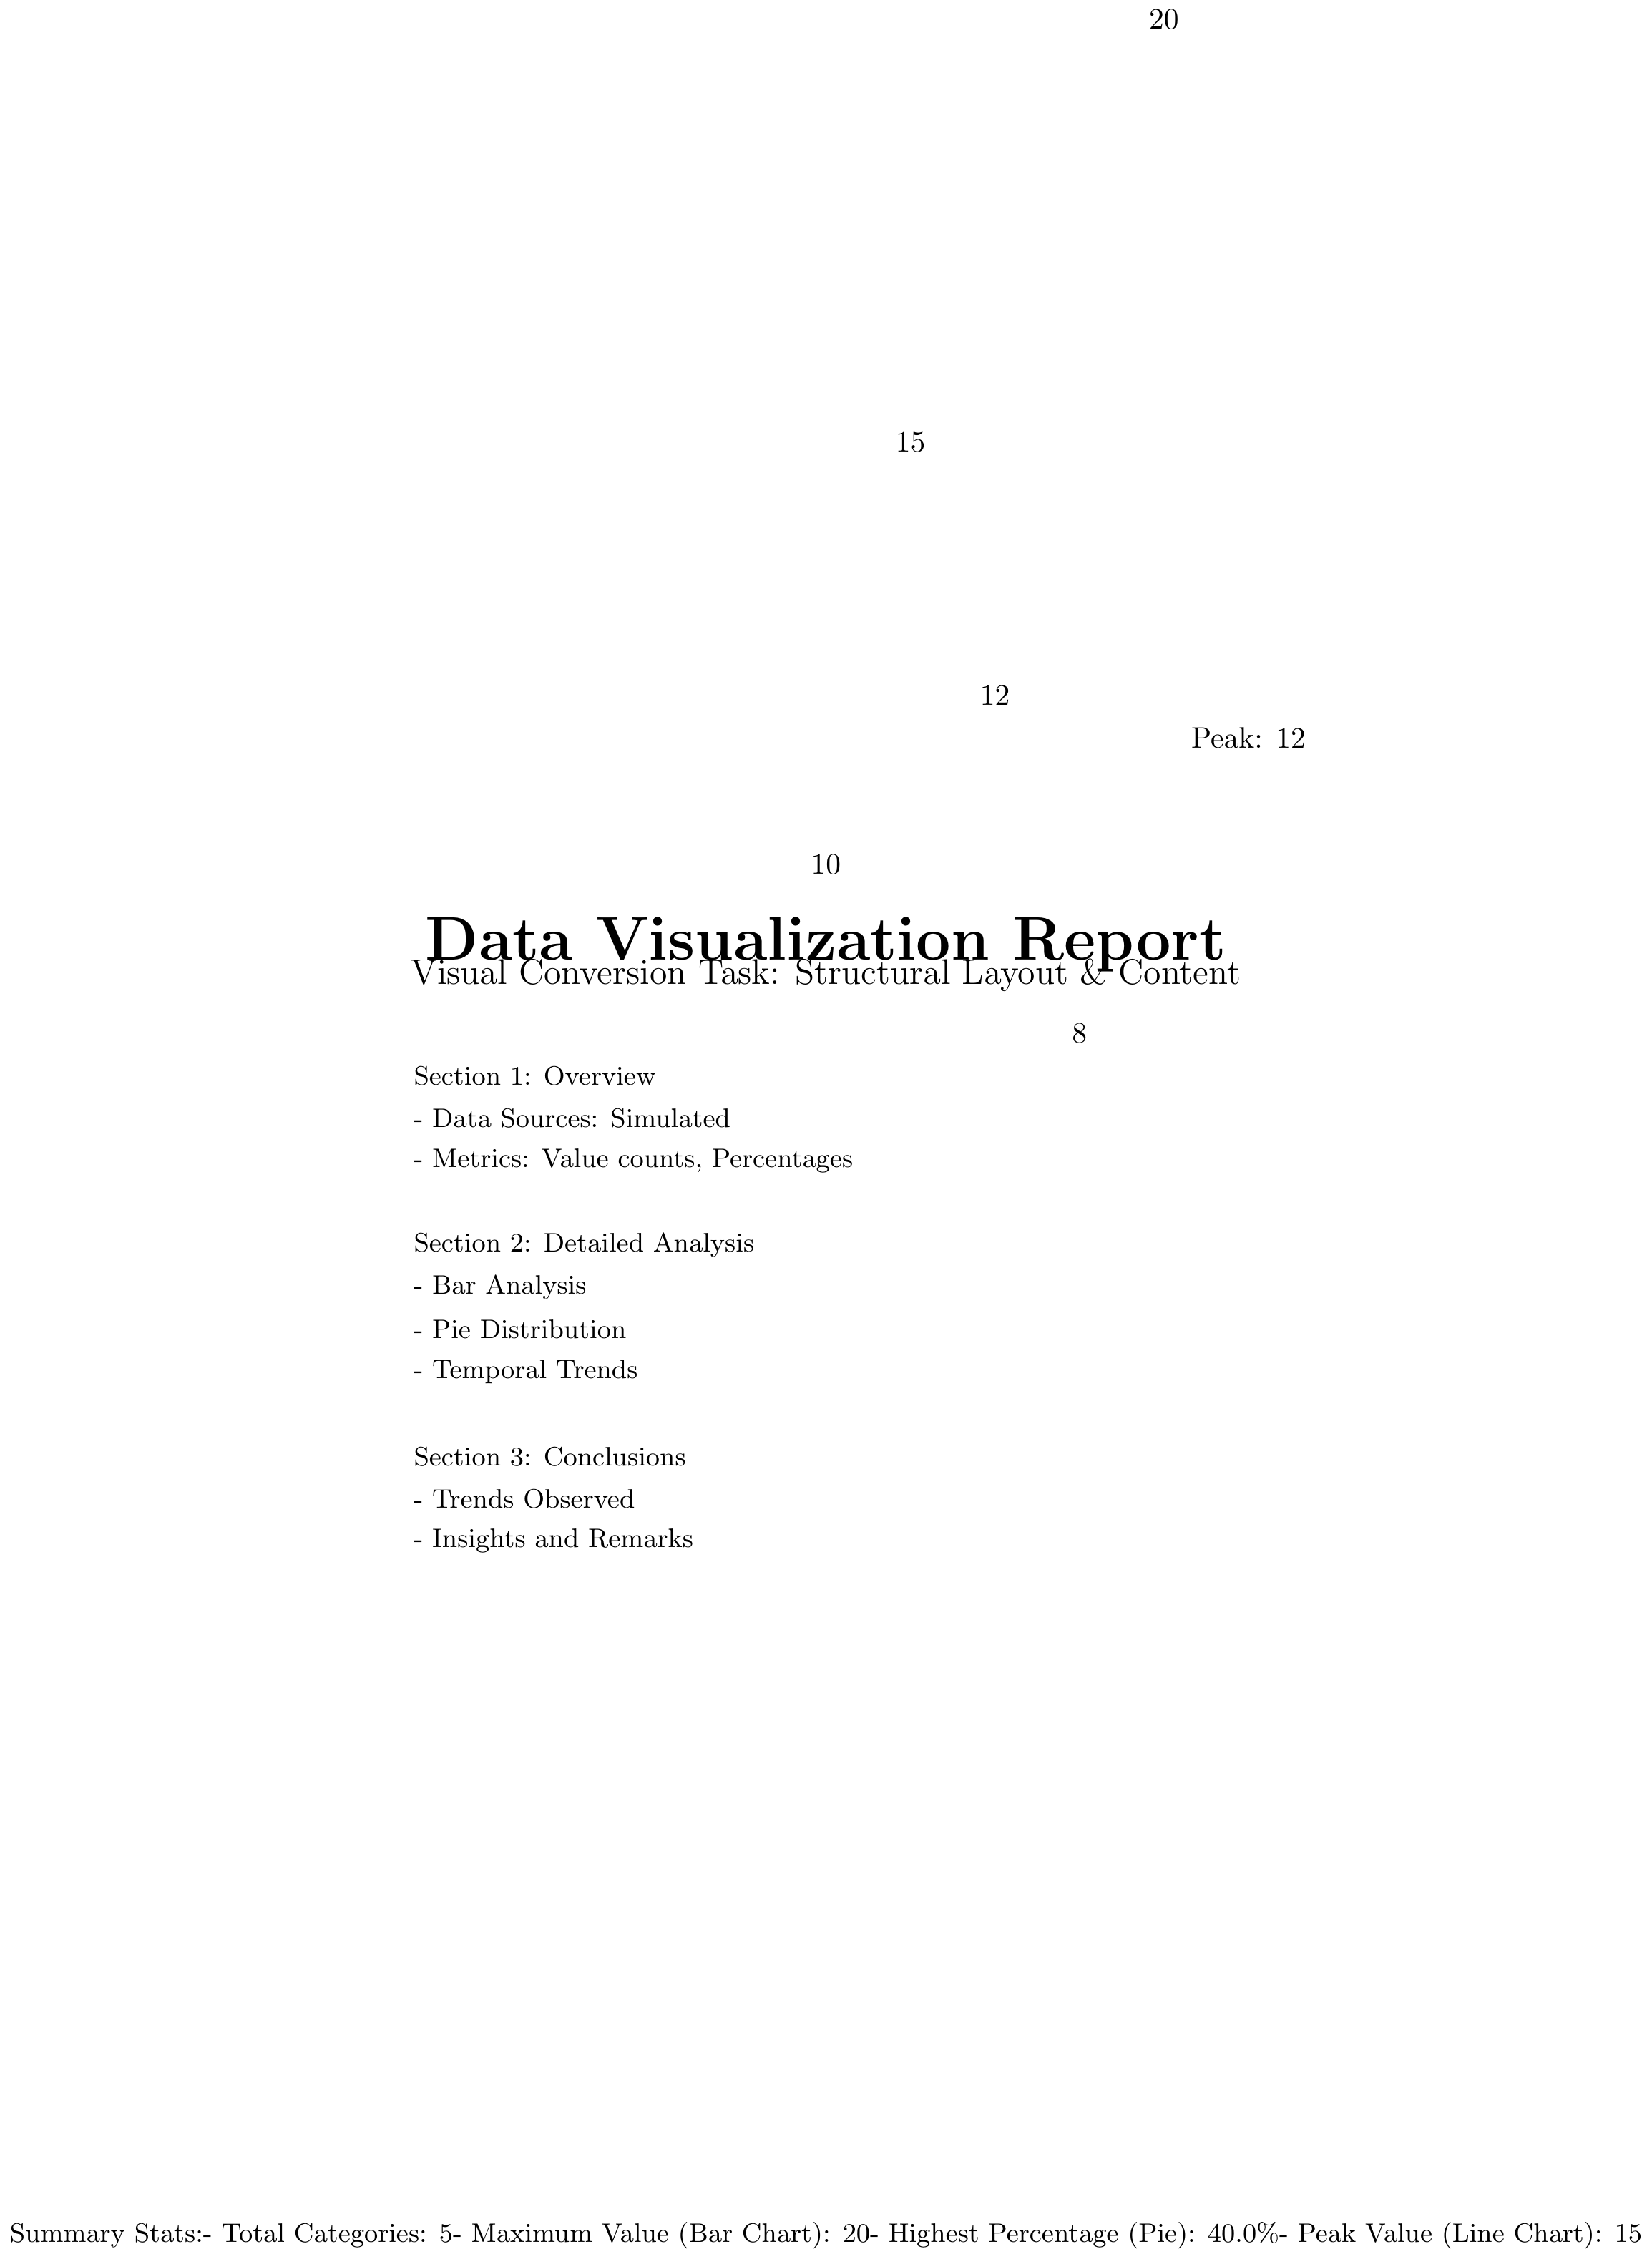 20
15
12
Peak: 12
10
Data Visualization Report
Visual Conversion Task: Structural Layout & Content
8
Section 1: Overview
- Data Sources: Simulated
- Metrics: Value counts, Percentages
Section 2: Detailed Analysis
- Bar Analysis
- Pie Distribution
- Temporal Trends
Section 3: Conclusions
- Trends Observed
- Insights and Remarks
Summary Stats:- Total Categories: 5- Maximum Value (Bar Chart): 20- Highest Percentage (Pie): 40.0%- Peak Value (Line Chart): 15